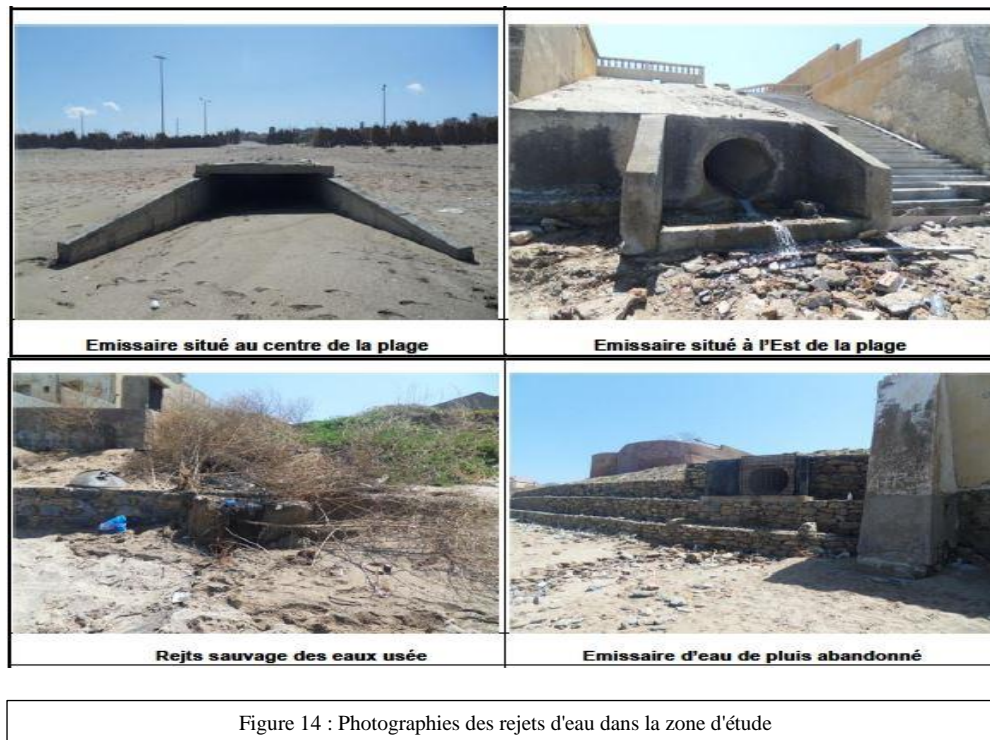 Emissaire situé au centre de la plage
Emissaire situé à l'Est de la plage
Rejts sauvage des eaux usée
Emissaire d'eau de pluis abandonné
Figure 14 : Photographies des rejets d'eau dans la zone d'étude